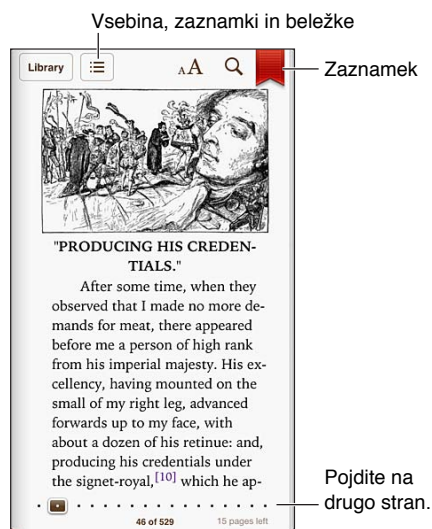 Vsebina, zaznamki in beležke
Library
AA
Zaznamek
"PRODUCING HIS CREDEN-
TIALS."
After some time, when they
observed that I made no more de-
mands for meat, there appeared
before me a person of high rank
from his imperial majesty. His ex-
cellency, having mounted on the
small of my right leg, advanced
forwards up to my face, with
about a dozen of his retinue: and,
producing his credentials under
the signet-royal,[10] which he ap-
Pojdite na
drugo stran.
46 of 529
15 pages left